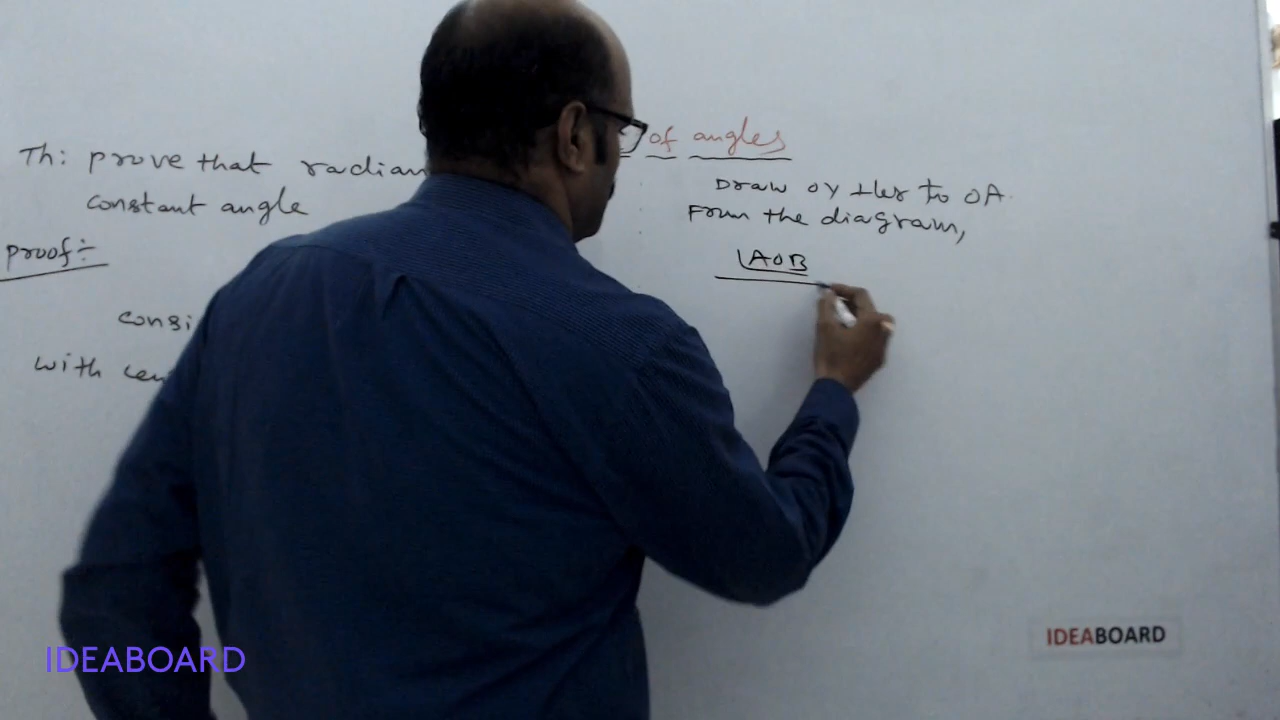 of angles
Th: prove that radian
constant angle
proof÷
consi
with cen
Draw OY ⊥ler to OA.
From the diagram,
∠AOB
IDEABOARD
IDEABOARD